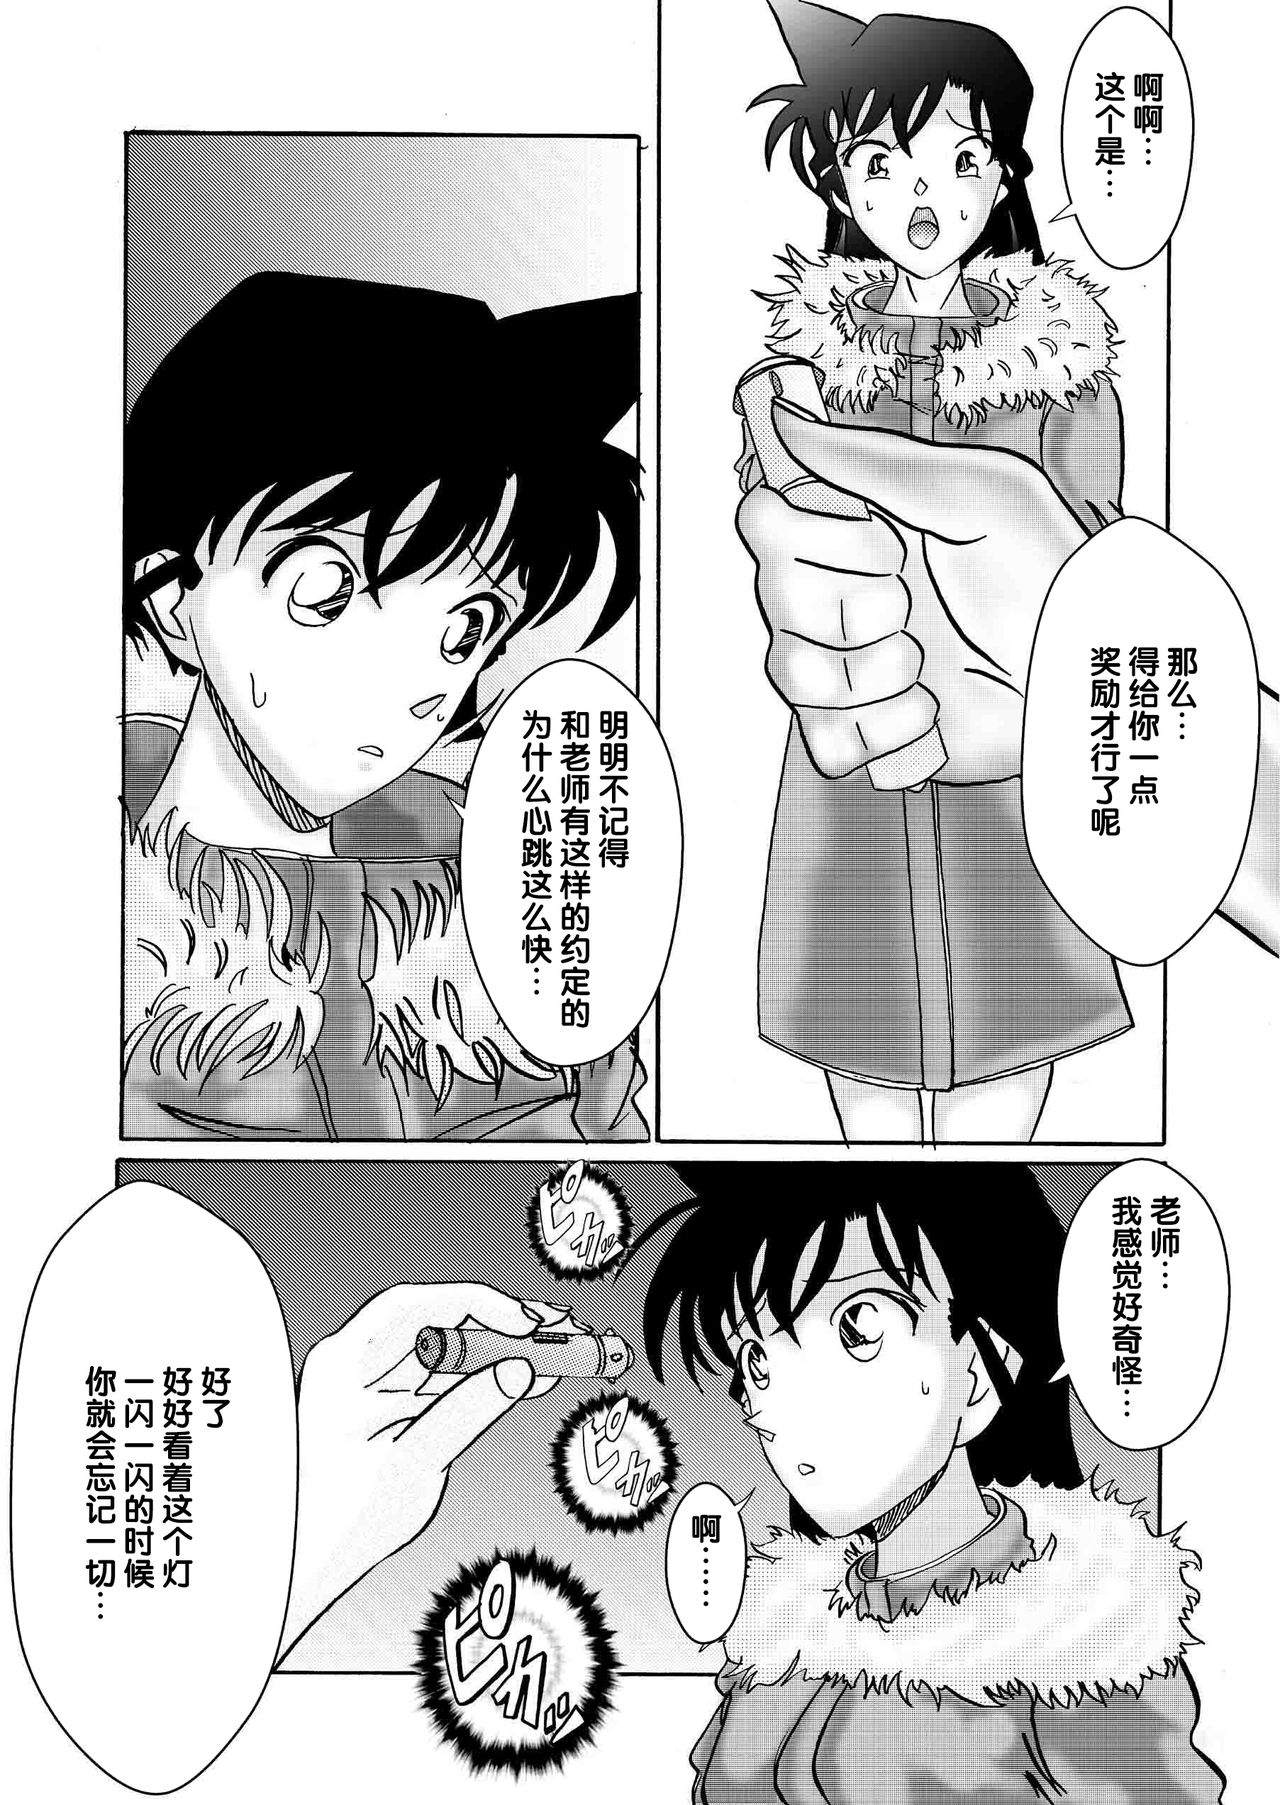 啊啊…
这个是…
那么…
得给你一点
奖励才行了呢
明明不记得
和老师有这样的约定的
为什么心跳这么快…
老师…
我感觉好奇怪…
ピカッ
ピカッ
ピカッ
啊……
好了
好好看着这个灯
一闪一闪的时候
你就会忘记一切…